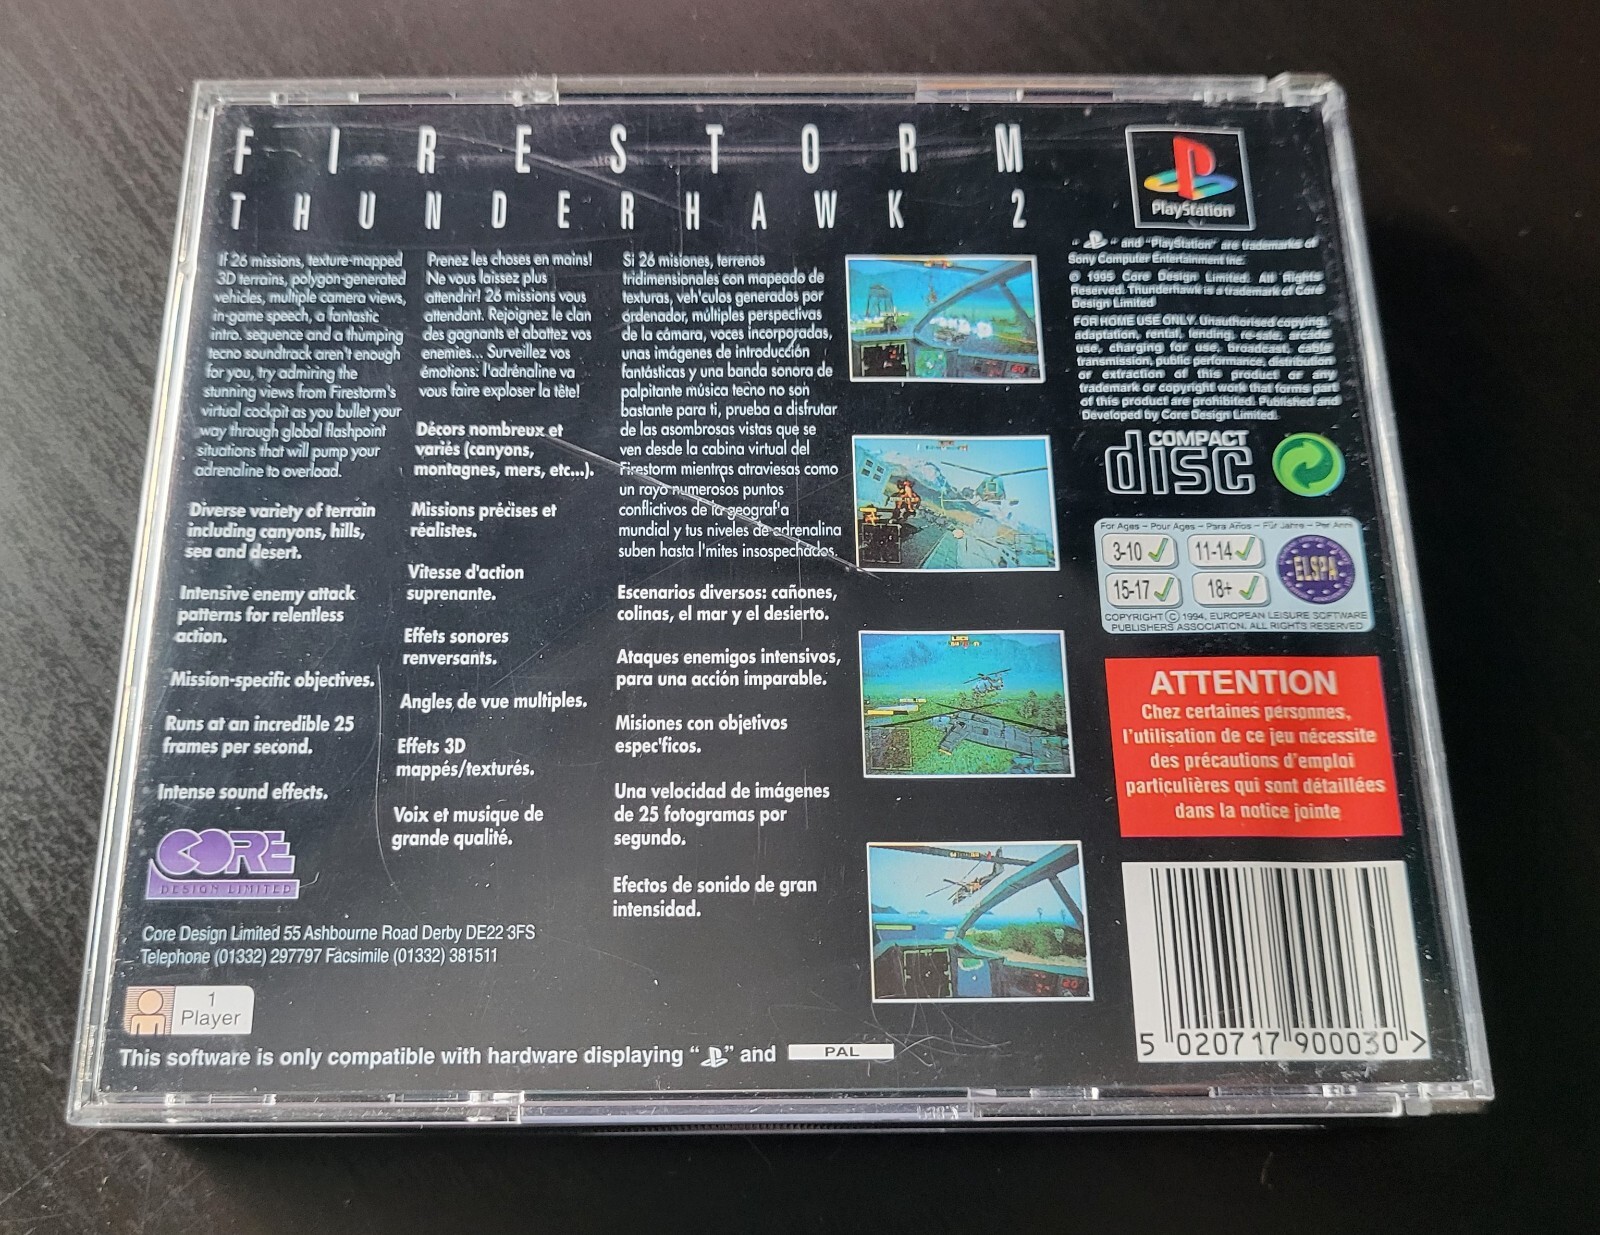 FIRESTORM
THUNDERHAWK 2
If 26 missions, texture-mapped
3D terrains, polygon-generated
vehicles, multiple camera views,
in-game speech, a fantastic
intro. sequence and a thumping
tecno soundtrack aren't enough
for you, try admiring the
stunning views from Firestorm's
virtual cockpit as you bullet your
way through global flashpoint
situations that will pump your
adrenaline to overload.
Diverse variety of terrain
including canyons, hills,
sea and desert.
Intensive enemy attack
patterns for relentless
action.
Mission-specific objectives.
Runs at an incredible 25
frames per second.
Intense sound effects.
Prenez les choses en mains!
Ne vous laissez plus
attendrir! 26 missions vous
attendant. Rejoignez le clan
des gagnants et abattez vos
enemies... Surveillez vos
émotions: l'adrénaline va
vous faire exploser la tête!
Décors nombreux et
variés (canyons,
montagnes, mers, etc...).
Missions précises et
réalistes.
Vitesse d'action
suprenante.
Effets sonores
renversants.
Angles de vue multiples.
Effets 3D
mappés/texturés.
Voix et musique de
grande qualité.
Si 26 misiones, terrenos
tridimensionales con mapeado de
texturas, veh'culos generados por
ordenador, múltiples perspectivas
de la cámara, voces incorporadas,
unas imágenes de introducción
fantásticas y una banda sonora de
palpitante música tecno no son
bastante para ti, prueba a disfrutar
de las asombrosas vistas que se
ven desde la cabina virtual del
Firestorm mientras atraviesas como
un rayo numerosos puntos
conflictivos de la geograf'a
mundial y tus niveles de adrenalina
suben hasta l'mites insospechados.
Escenarios diversos: cañones,
colinas, el mar y el desierto.
Ataques enemigos intensivos,
para una acción imparable.
Misiones con objetivos
espec'ficos.
Una velocidad de imágenes
de 25 fotogramas por
segundo.
Efectos de sonido de gran
intensidad.
CORE
DESIGN LIMITED
Core Design Limited 55 Ashbourne Road Derby DE22 3FS
Telephone (01332) 297797 Facsimile (01332) 381511
1
Player
This software is only compatible with hardware displaying " " and PAL
PlayStation
" " and "PlayStation" are trademarks of
Sony Computer Entertainment Inc.
© 1995 Core Design Limited. All Rights
Reserved. Thunderhawk is a trademark of Core
Design Limited
FOR HOME USE ONLY. Unauthorised copying,
adaptation, rental, lending, re-sale, arcade
use, charging for use, broadcast, cable
transmission, public performance, distribution
or extraction of this product or any
trademark or copyright work that forms part
of this product are prohibited. Published and
Developed by Core Design Limited.
COMPACT
disc
For Ages – Pour Ages – Para Años – Für Jahre – Per Anni
3-10 11-14
15-17 18+
ELSPA
COPYRIGHT © 1994, EUROPEAN LEISURE SOFTWARE
PUBLISHERS ASSOCIATION. ALL RIGHTS RESERVED
ATTENTION
Chez certaines personnes,
l'utilisation de ce jeu nécessite
des précautions d'emploi
particulières qui sont détaillées
dans la notice jointe
5 020717 900030 >